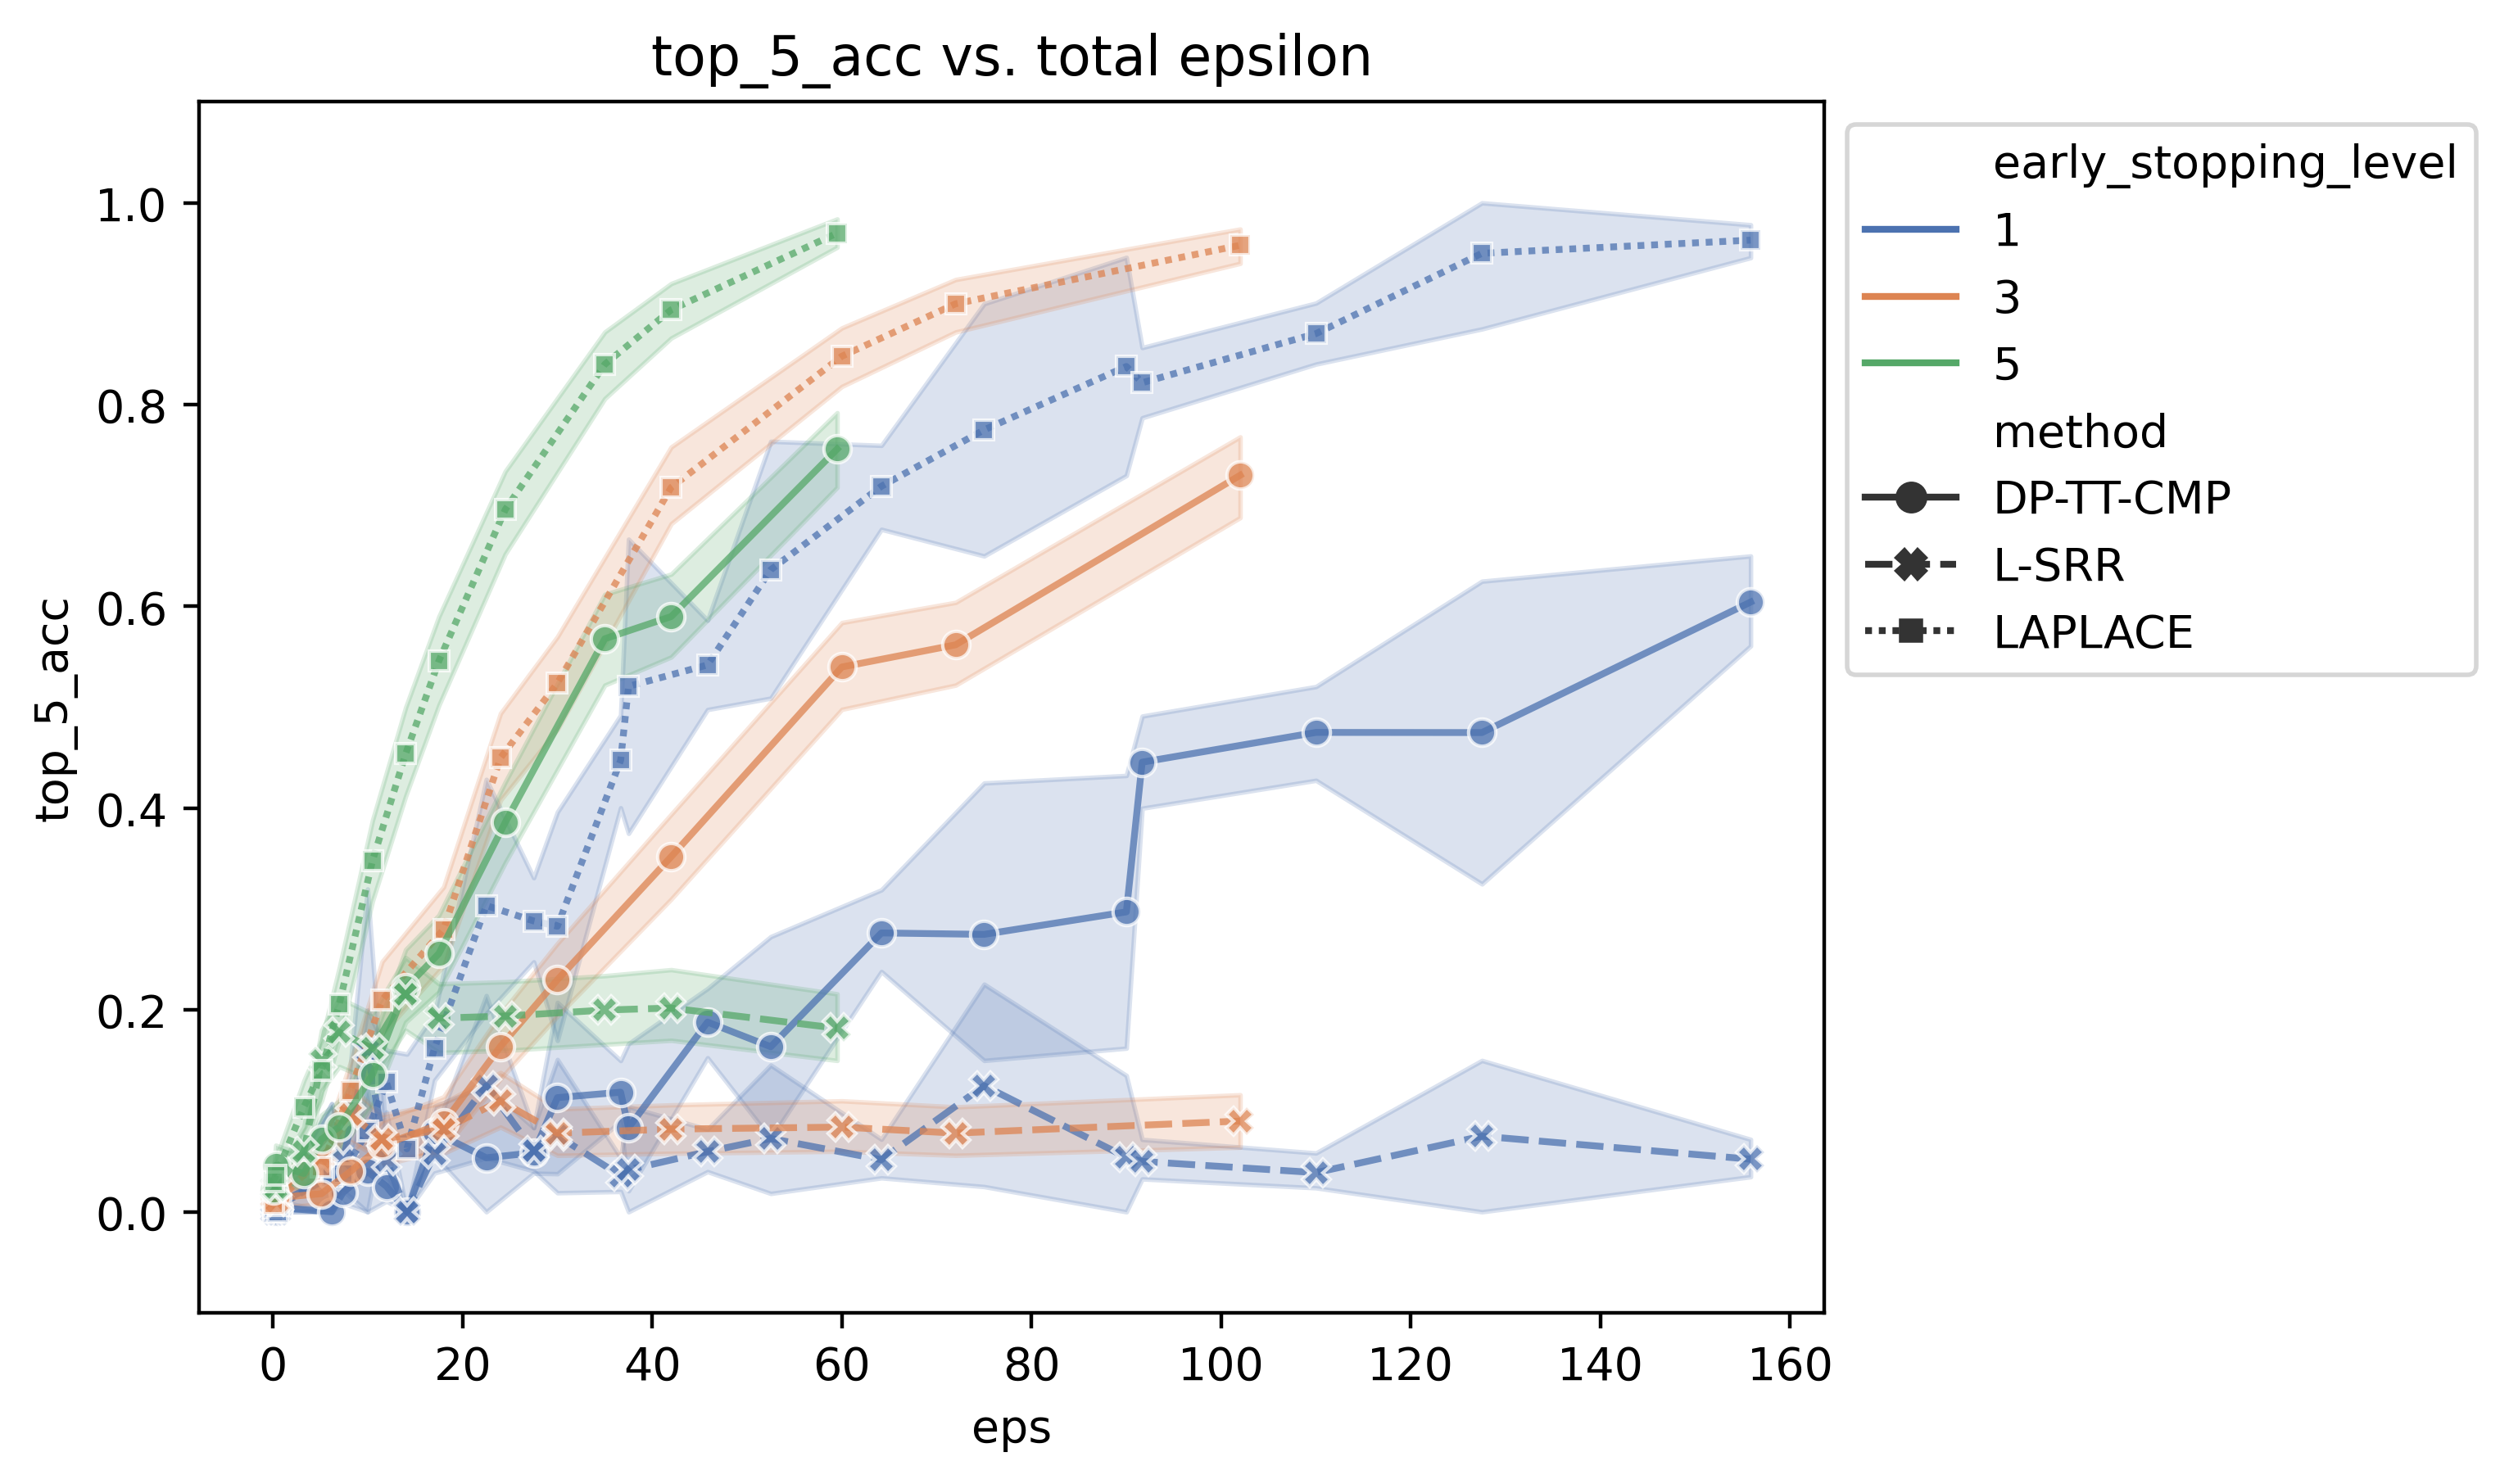 top_5_acc vs. total epsilon
top_5_acc
1.0
0.8
0.6
0.4
0.2
0.0
0 20 40 60 80 100 120 140 160
eps
early_stopping_level
1
3
5
method
DP-TT-CMP
L-SRR
LAPLACE